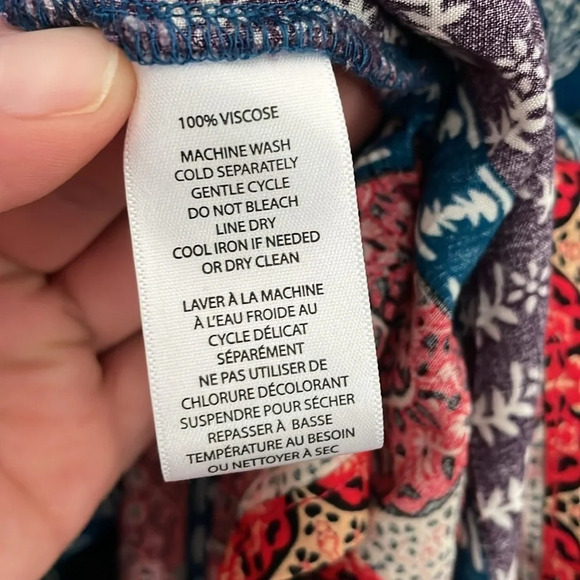 100% VISCOSE
MACHINE WASH
COLD SEPARATELY
GENTLE CYCLE
DO NOT BLEACH
LINE DRY
COOL IRON IF NEEDED
OR DRY CLEAN
LAVER À LA MACHINE
À L'EAU FROIDE AU
CYCLE DÉLICAT
SÉPARÉMENT
NE PAS UTILISER DE
CHLORURE DÉCOLORANT
SUSPENDRE POUR SÉCHER
REPASSER À BASSE
TEMPÉRATURE AU BESOIN
OU NETTOYER À SEC